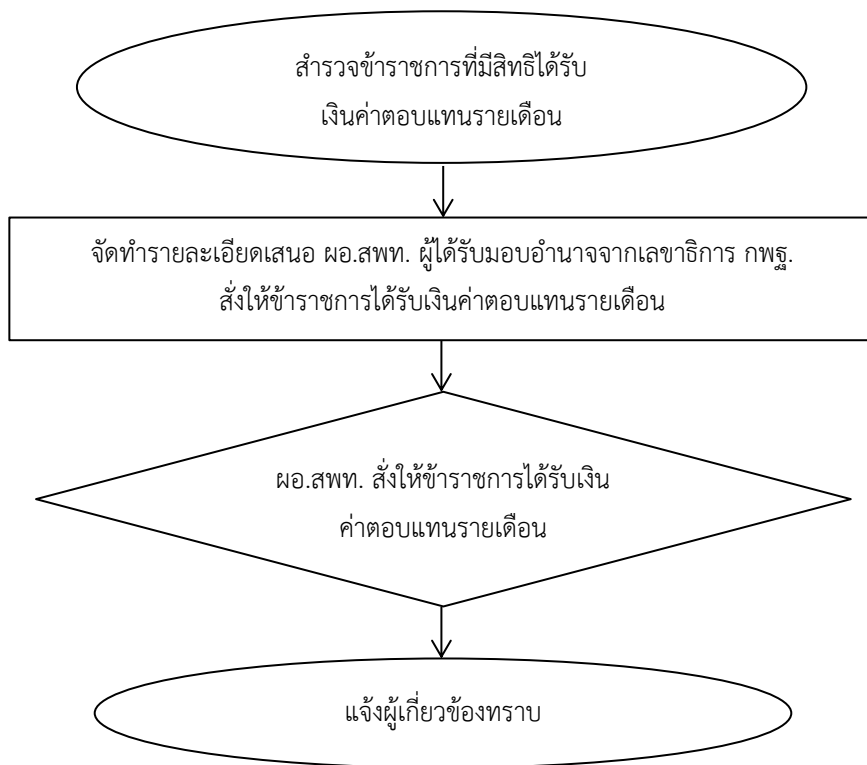 สำรวจข้าราชการที่มีสิทธิได้รับ
เงินค่าตอบแทนรายเดือน
จัดทำรายละเอียดเสนอ ผอ.สพท. ผู้ได้รับมอบอำนาจจากเลขาธิการ กพฐ.
สั่งให้ข้าราชการได้รับเงินค่าตอบแทนรายเดือน
ผอ.สพท. สั่งให้ข้าราชการได้รับเงิน
ค่าตอบแทนรายเดือน
แจ้งผู้เกี่ยวข้องทราบ